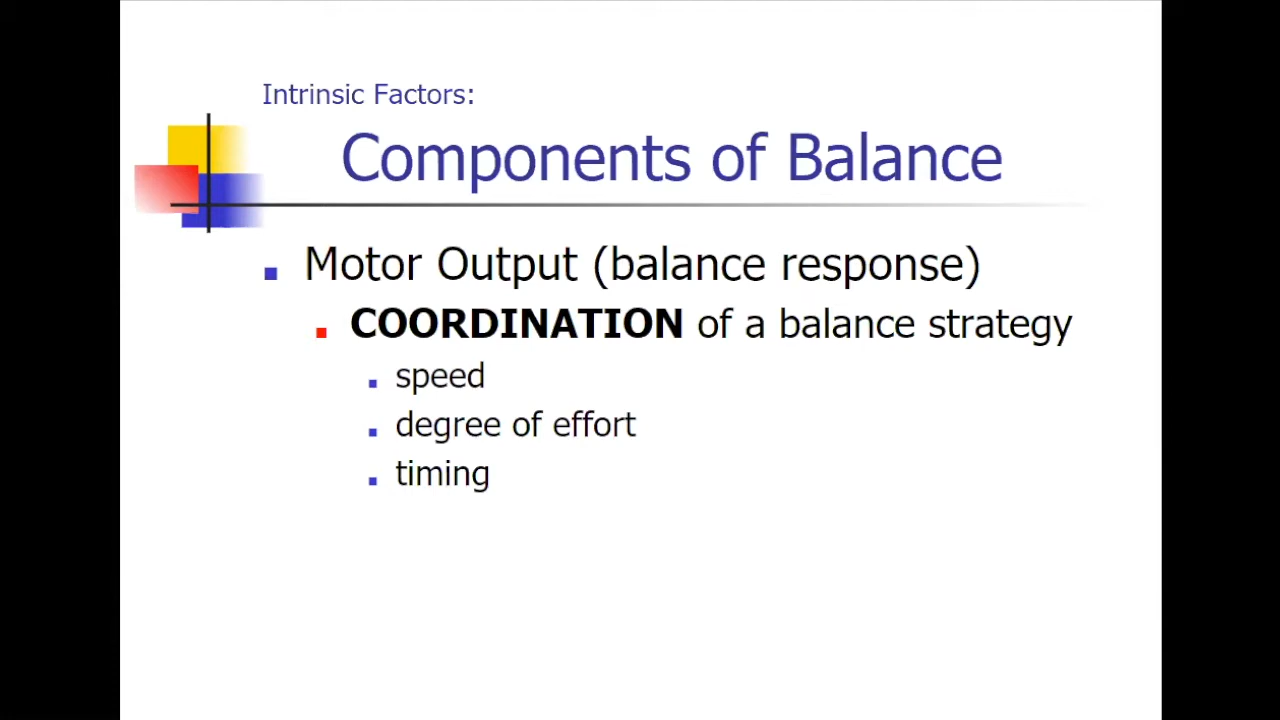 Intrinsic Factors:
Components of Balance
Motor Output (balance response)
COORDINATION of a balance strategy
speed
degree of effort
timing